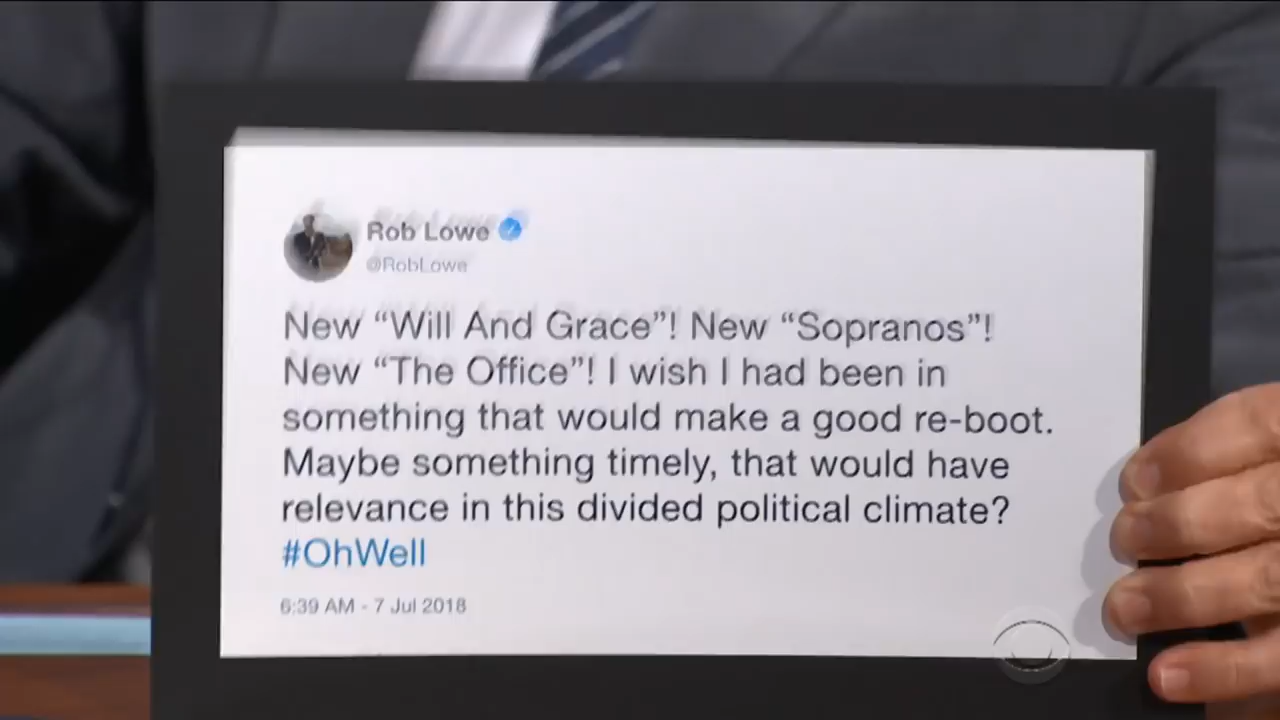 Rob Lowe
@RobLowe
New “Will And Grace”! New “Sopranos”!
New “The Office”! I wish I had been in
something that would make a good re-boot.
Maybe something timely, that would have
relevance in this divided political climate?
#OhWell
6:39 AM - 7 Jul 2018